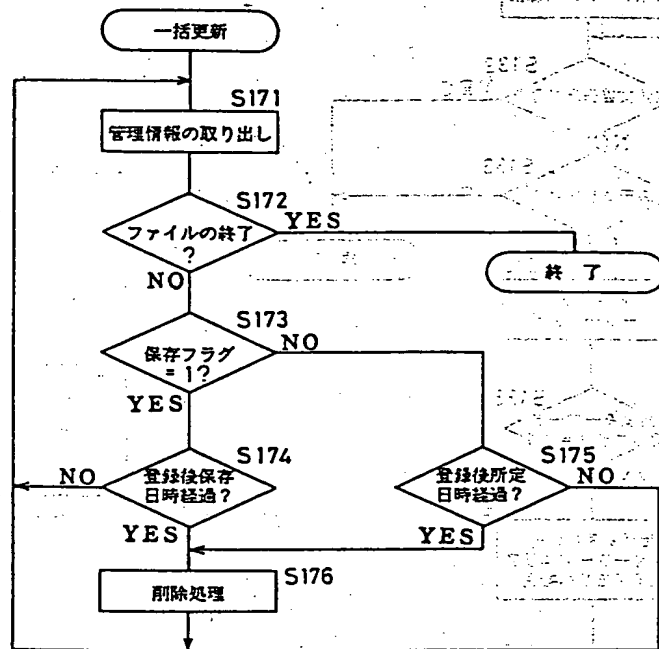 一括更新
S171
管理情報の取り出し
S172
ファイルの終了
?
YES
NO
終 了
S173
保存フラグ
= 1?
NO
YES
S174
登録後保存
日時経過?
NO
YES
S175
登録後所定
日時経過?
NO
YES
S176
削除処理